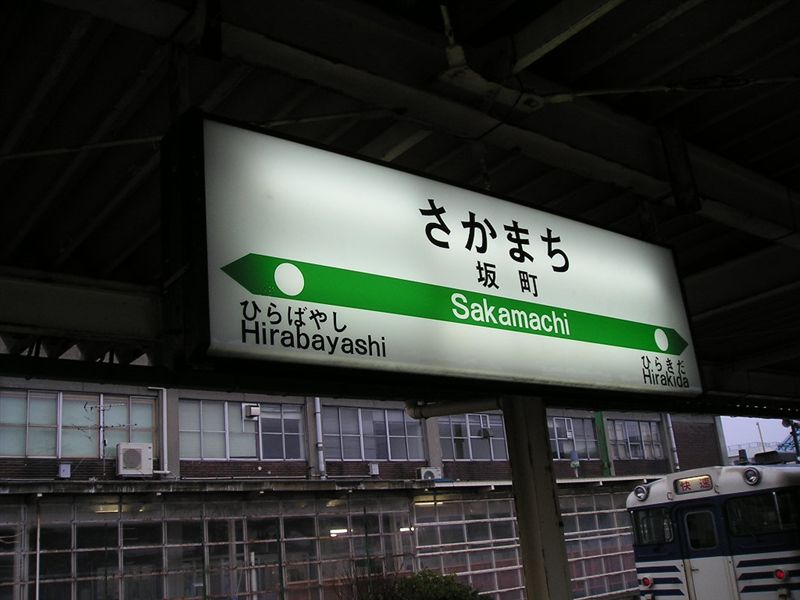 さかまち
坂町
Sakamachi
ひらばやし
Hirabayashi
ひらきだ
Hirakida
快速